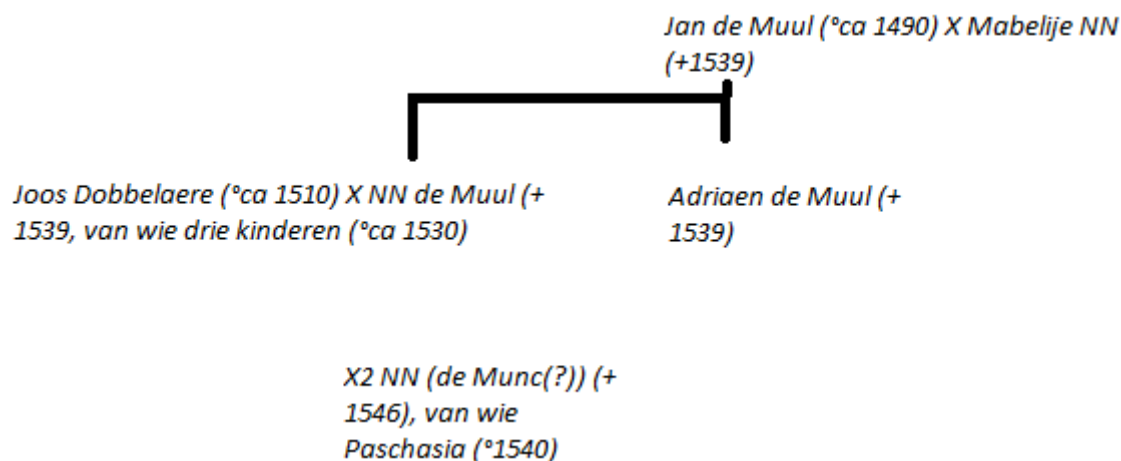 Jan de Muul (°ca 1490) X Mabelije NN
(+1539)
Joos Dobbelaere (°ca 1510) X NN de Muul (+
1539, van wie drie kinderen (°ca 1530)
Adriaen de Muul (+
1539)
X2 NN (de Munc(?)) (+
1546), van wie
Paschasia (°1540)